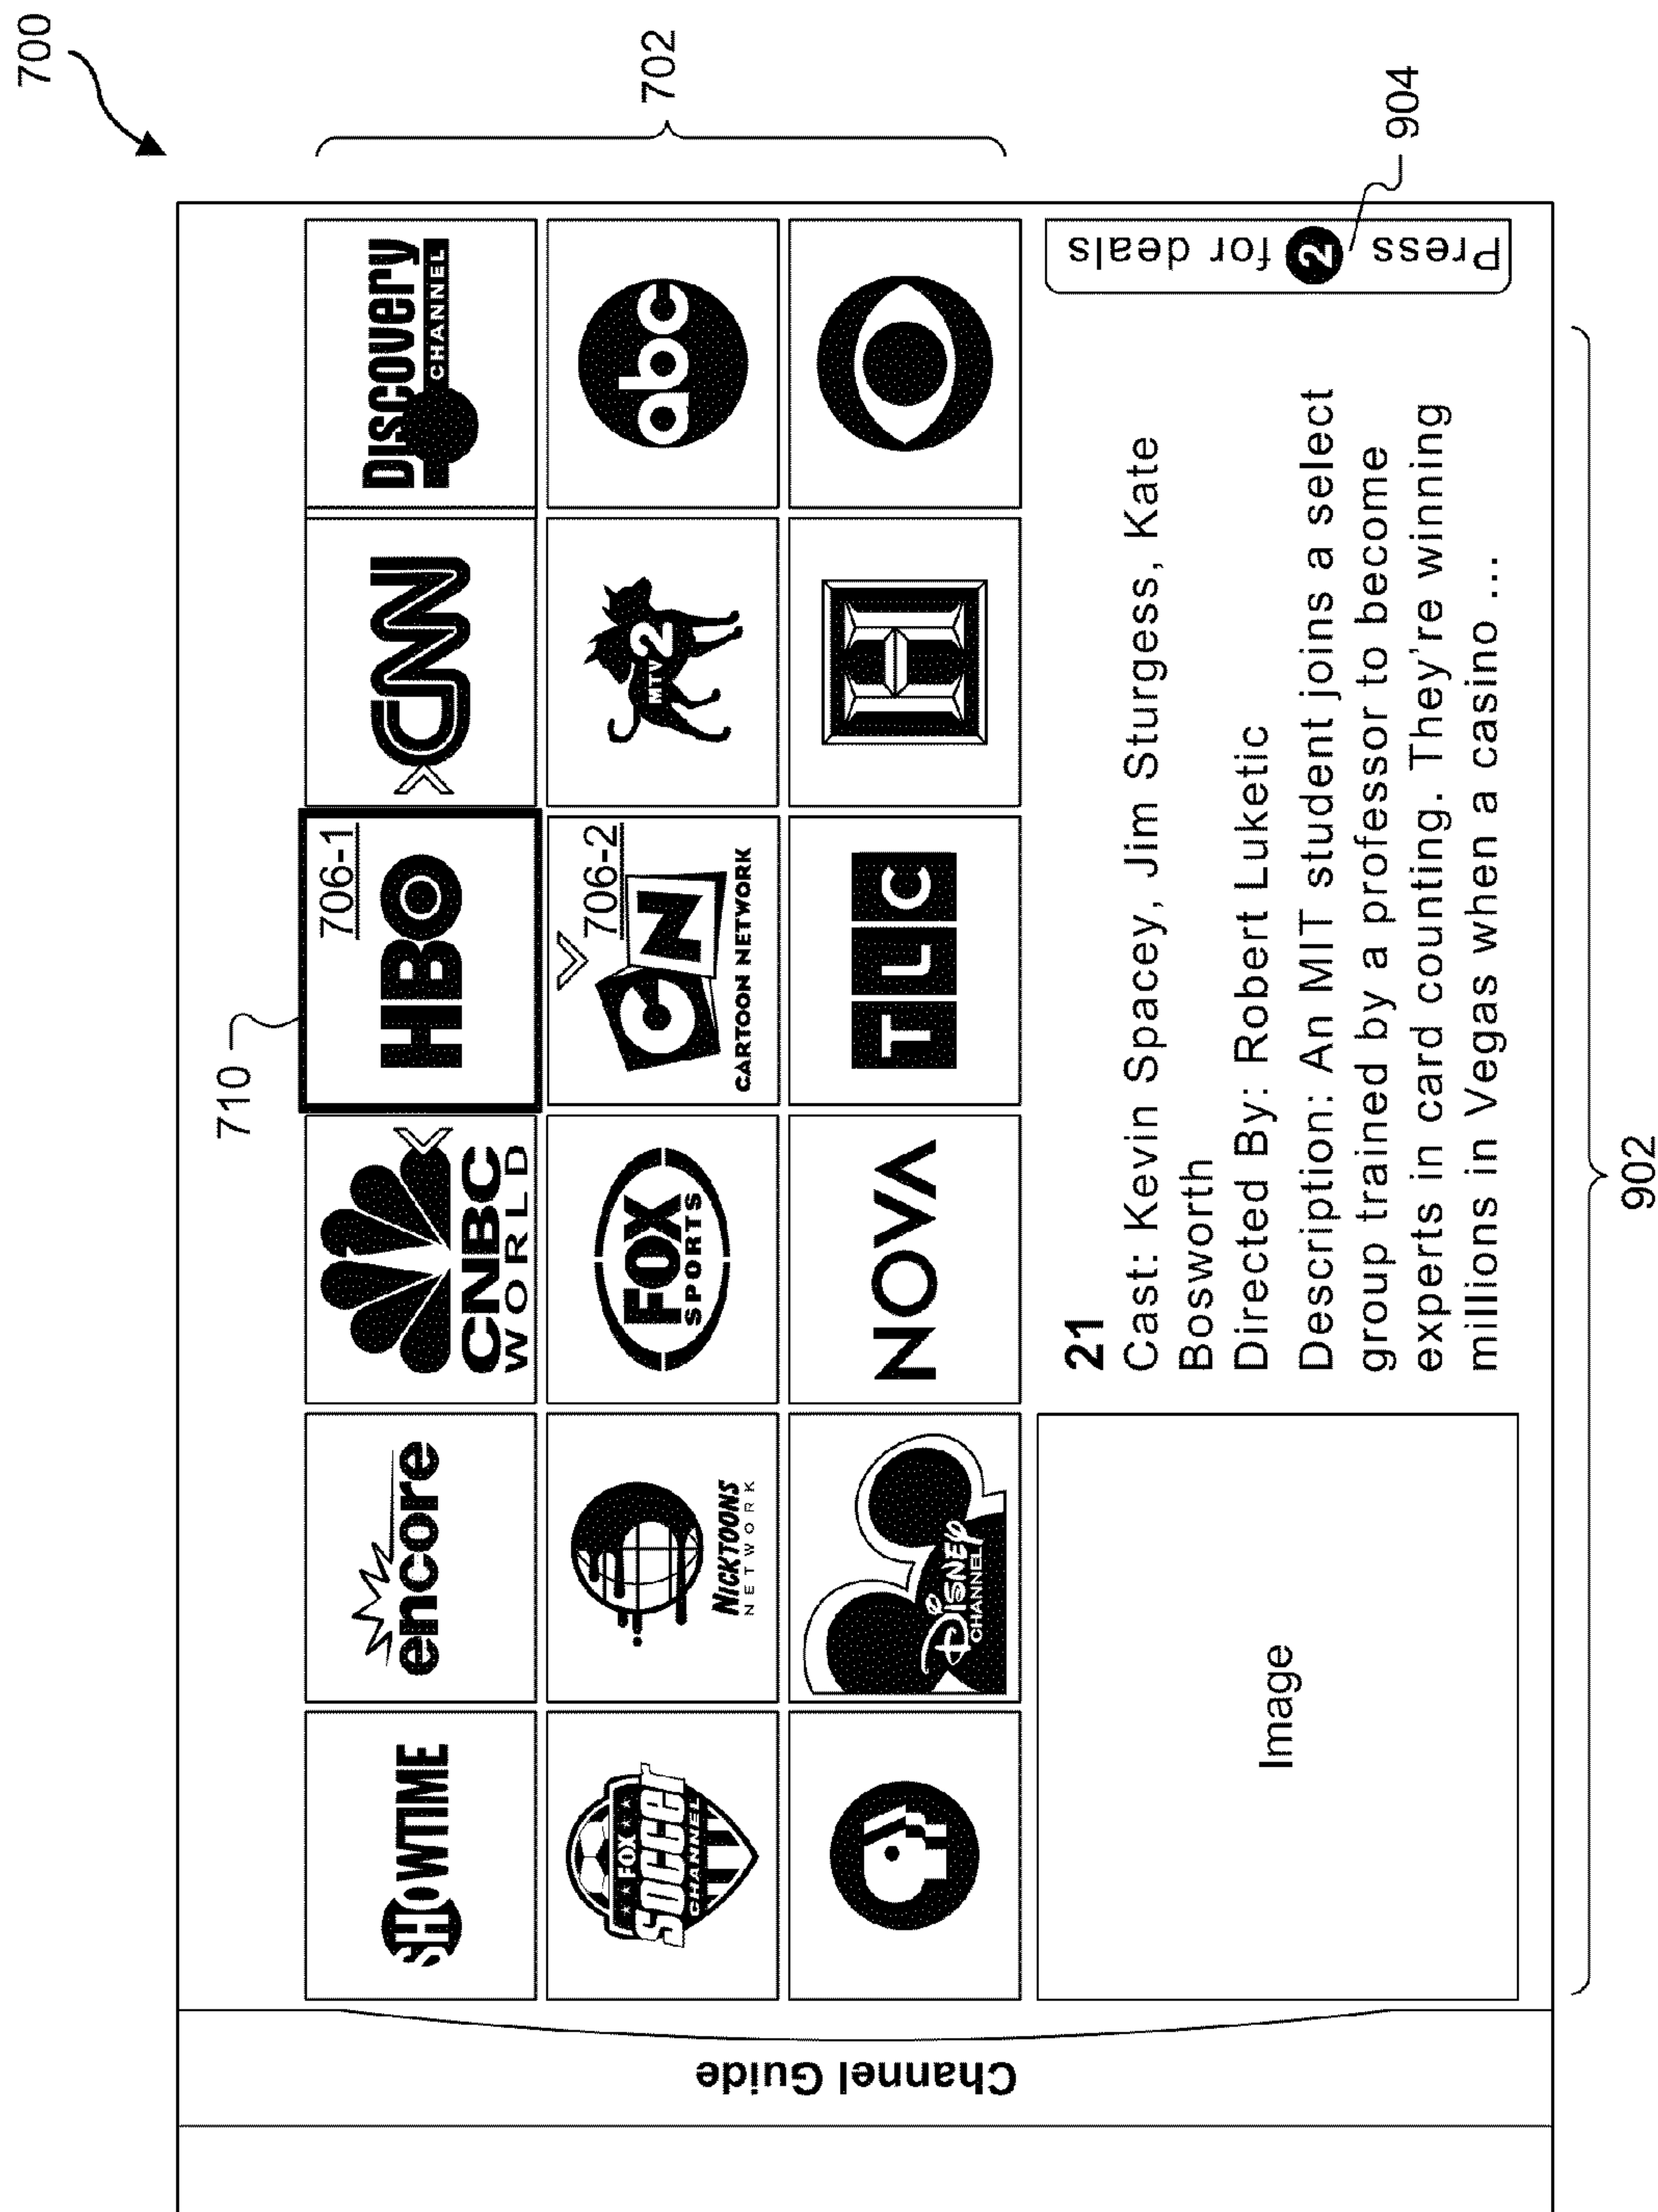 700
710
702
SHOWTIME
encore
CNBC
WORLD
706-1
HBO
CNN
DISCOVERY
CHANNEL
FOX
SOCCER
CHANNEL
NICKTOONS
NETWORK
FOX
SPORTS
706-2
CN
CARTOON NETWORK
MTV2
abc
Disney
CHANNEL
NOVA
TLC
H
Channel Guide
Image
21
Cast: Kevin Spacey, Jim Sturgess, Kate
Bosworth
Directed By: Robert Luketic
Description: An MIT student joins a select
group trained by a professor to become
experts in card counting. They're winning
millions in Vegas when a casino ...
Press 2 for deals
904
902